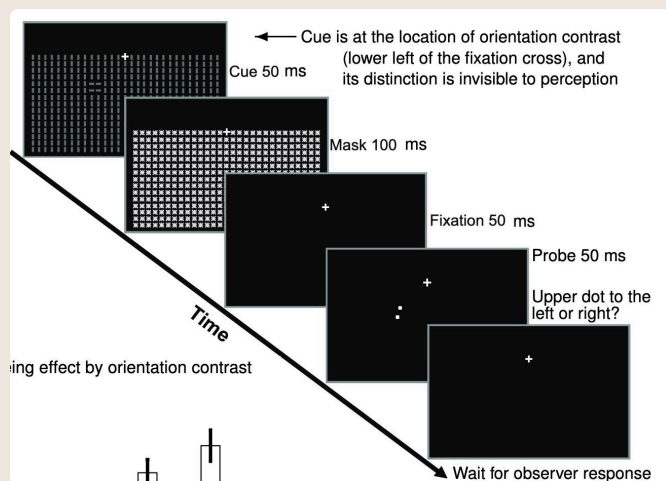 Cue is at the location of orientation contrast
(lower left of the fixation cross), and
its distinction is invisible to perception
Cue 50 ms
Mask 100 ms
Fixation 50 ms
Probe 50 ms
Upper dot to the
left or right?
Time
effect by orientation contrast
Wait for observer response